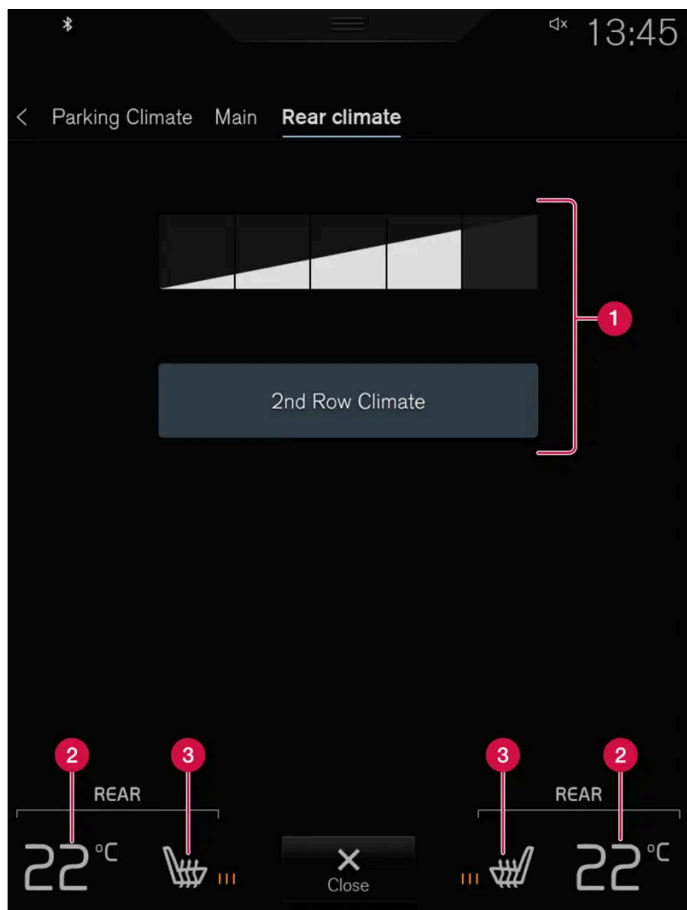 13:45
Parking Climate Main Rear climate
1
2nd Row Climate
2 3 3 2
REAR REAR
22 °C 22 °C
Close